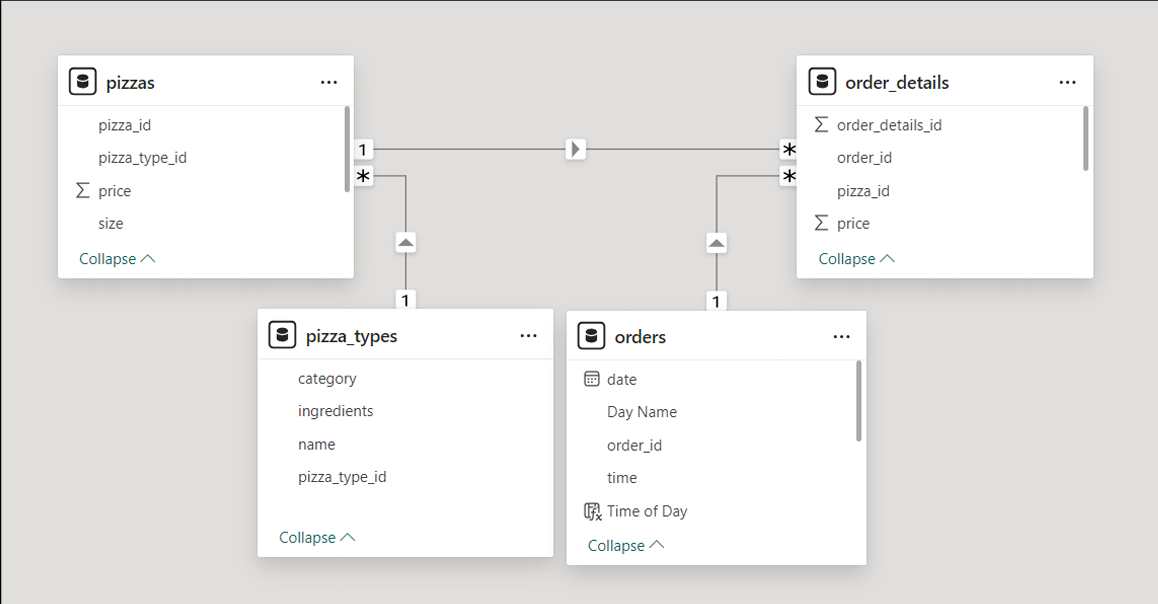 pizzas
...
pizza_id
pizza_type_id
Σ price
size
Collapse
order_details
...
Σ order_details_id
order_id
pizza_id
Σ price
Collapse
1
*
*
*
1
1
pizza_types
...
category
ingredients
name
pizza_type_id
Collapse
orders
...
date
Day Name
order_id
time
fx Time of Day
Collapse